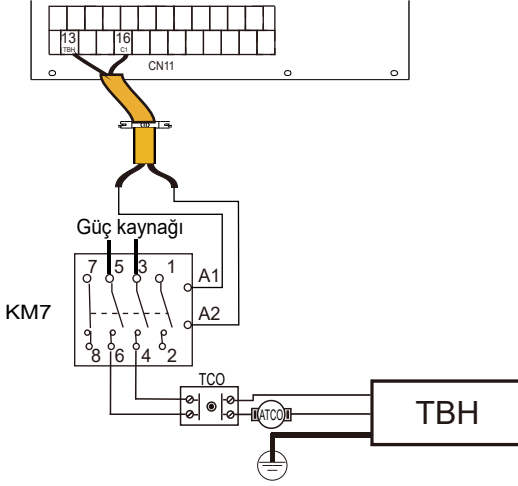 13 16
TBH C1
CN11
Güç kaynağı
7 5 3 1 A1
KM7
A2
8 6 4 2
TCO
ATCO
TBH